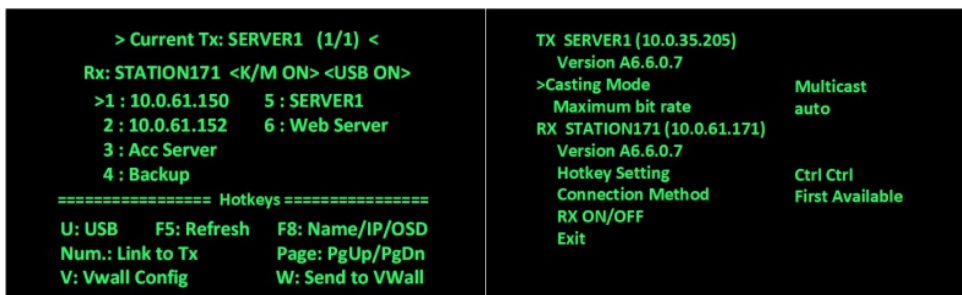 > Current Tx: SERVER1 (1/1) <
Rx: STATION171 <K/M ON> <USB ON>
>1 : 10.0.61.150 5 : SERVER1
2 : 10.0.61.152 6 : Web Server
3 : Acc Server
4 : Backup
================= Hotkeys ================
U: USB F5: Refresh F8: Name/IP/OSD
Num.: Link to Tx Page: PgUp/PgDn
V: Vwall Config W: Send to VWall
TX SERVER1 (10.0.35.205)
Version A6.6.0.7
>Casting Mode Multicast
Maximum bit rate auto
RX STATION171 (10.0.61.171)
Version A6.6.0.7
Hotkey Setting Ctrl Ctrl
Connection Method First Available
RX ON/OFF
Exit